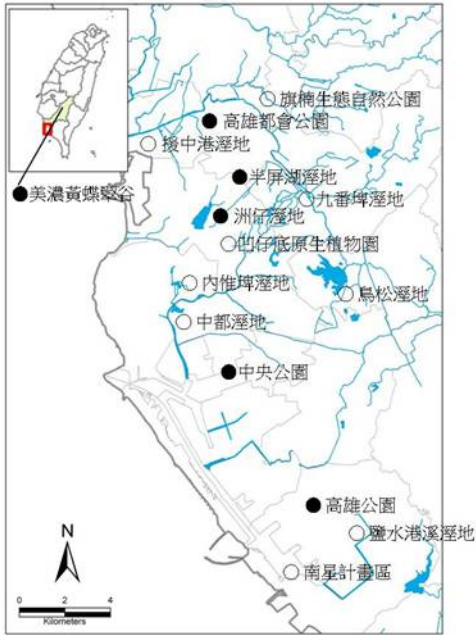 旗楠生態自然公園
高雄都會公園
援中港溼地
半屏湖溼地
美濃黃蝶翠谷
九番埤溼地
洲仔溼地
凹仔底原生植物園
內惟埤溼地
鳥松溼地
中都溼地
中央公園
高雄公園
鹽水港溪溼地
南星計畫區
N
0 2 4
Kilometers